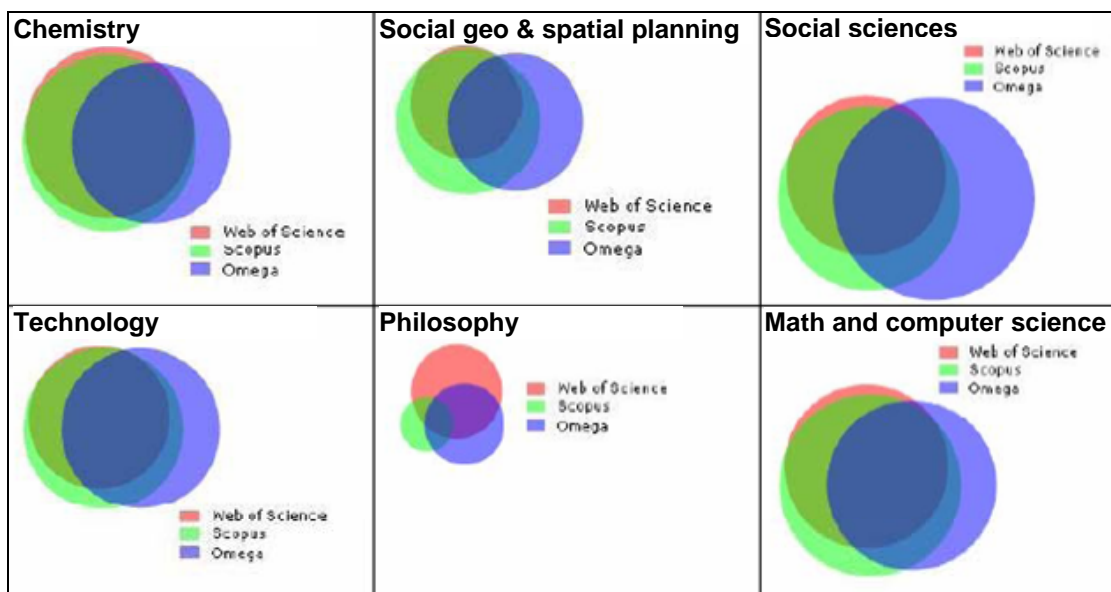 Chemistry
Web of Science
Scopus
Omega
Social geo & spatial planning
Web of Science
Scopus
Omega
Social sciences
Web of Science
Scopus
Omega
Technology
Web of Science
Scopus
Omega
Philosophy
Web of Science
Scopus
Omega
Math and computer science
Web of Science
Scopus
Omega